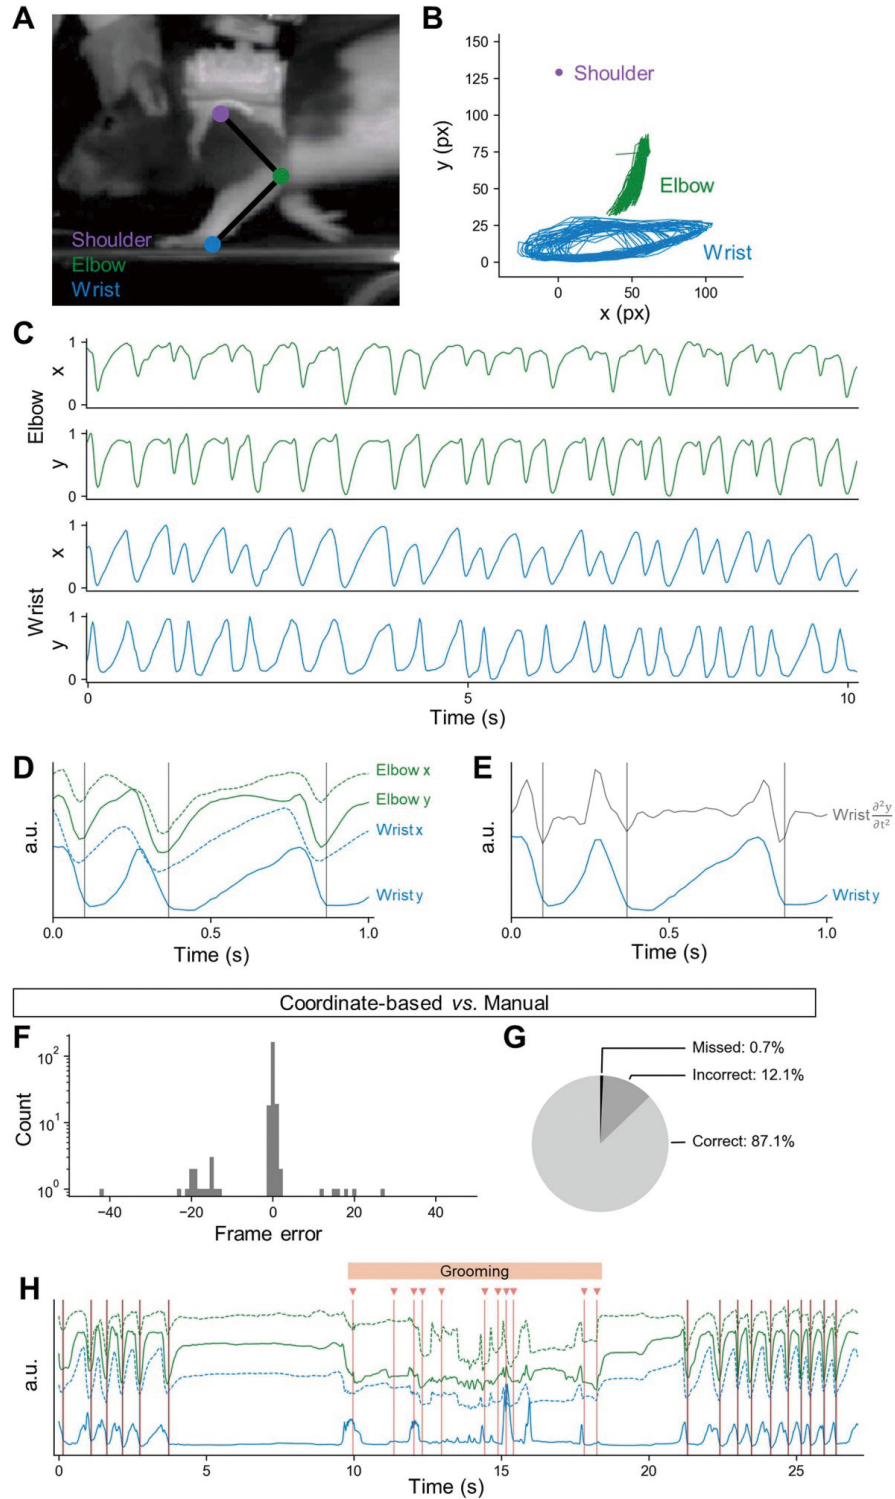 A
Shoulder
Elbow
Wrist
B
150
125
100
75
50
25
0
y (px)
Shoulder
Elbow
Wrist
0 50 100
x (px)
C
Elbow
x
1
0
y
1
0
Wrist
x
1
0
y
1
0
0 5 10
Time (s)
D
a.u.
Elbow x
Elbow y
Wrist x
Wrist y
0.0 0.5 1.0
Time (s)
E
a.u.
Wrist ∂²y/∂t²
Wrist y
0.0 0.5 1.0
Time (s)
Coordinate-based vs. Manual
F
Count
10²
10¹
10⁰
−40 −20 0 20 40
Frame error
G
Missed: 0.7%
Incorrect: 12.1%
Correct: 87.1%
H
Grooming
a.u.
0 5 10 15 20 25
Time (s)